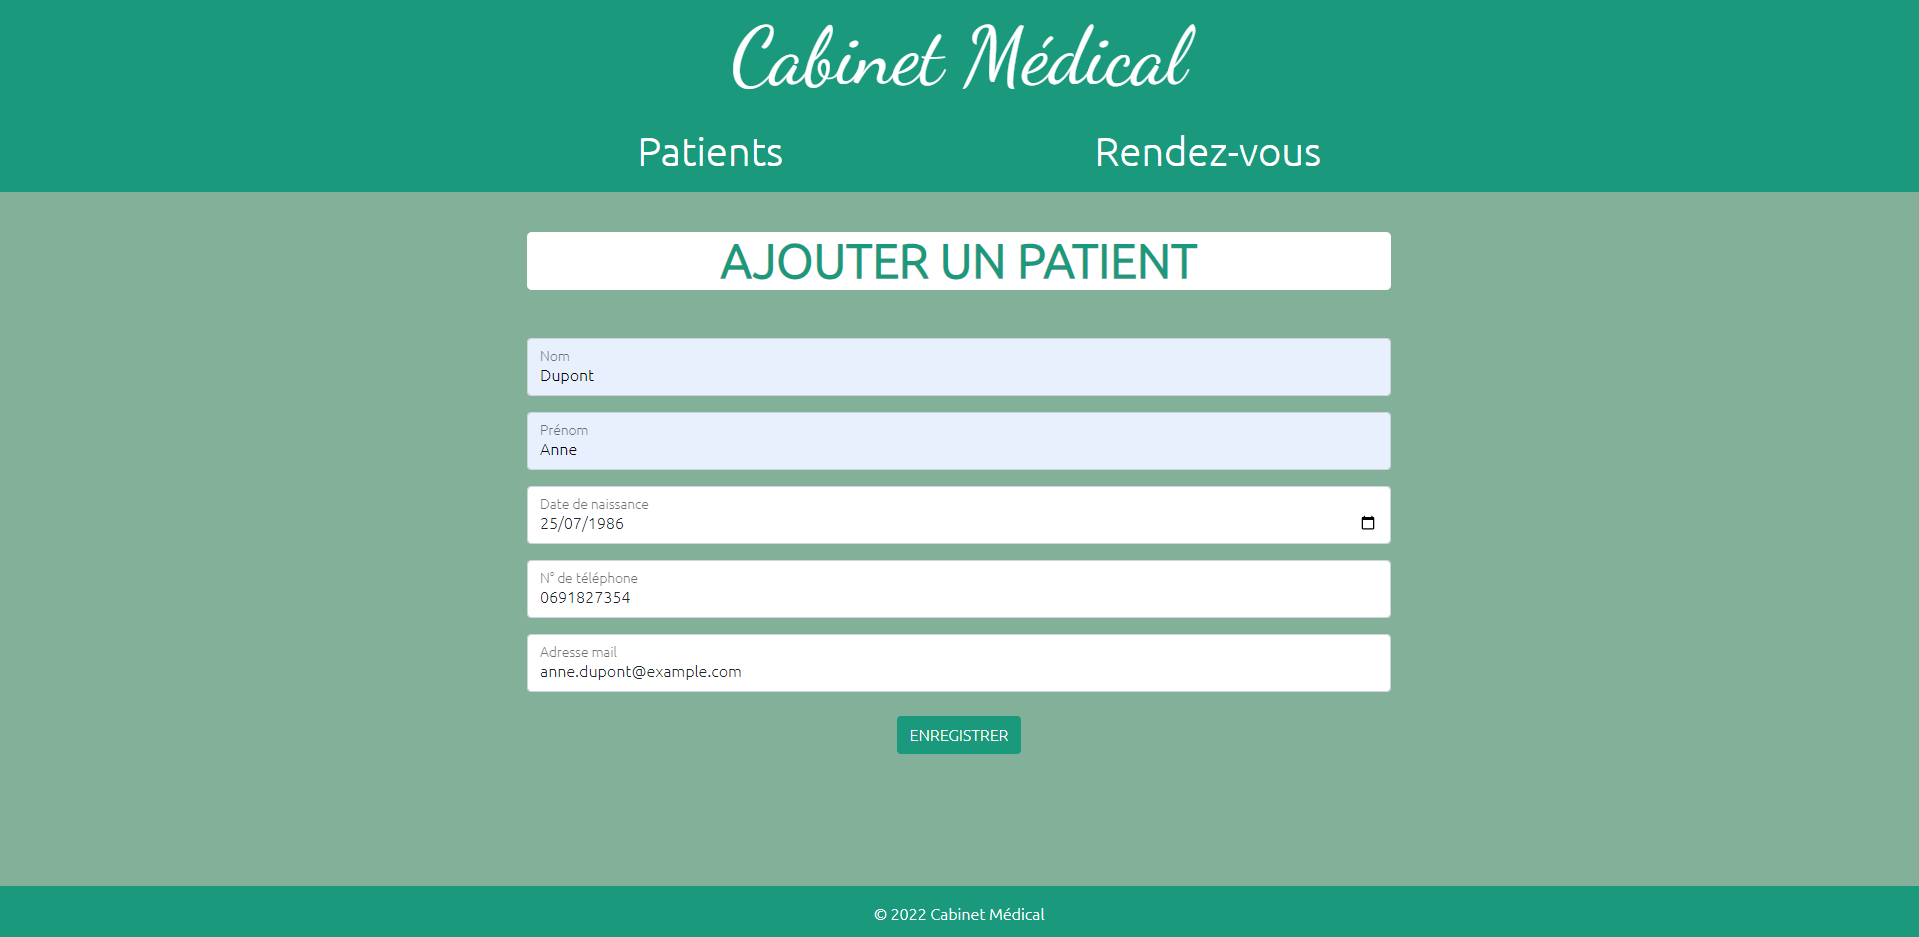 Cabinet Médical
Patients Rendez-vous
AJOUTER UN PATIENT
Nom
Dupont
Prénom
Anne
Date de naissance
25/07/1986
N° de téléphone
0691827354
Adresse mail
anne.dupont@example.com
ENREGISTRER
© 2022 Cabinet Médical